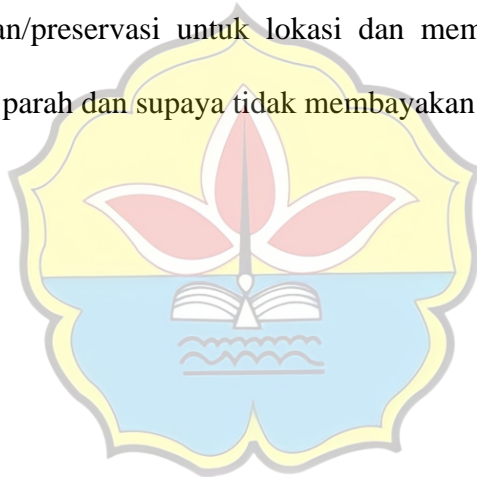 an/preservasi untuk lokasi dan mem
parah dan supaya tidak membayakan